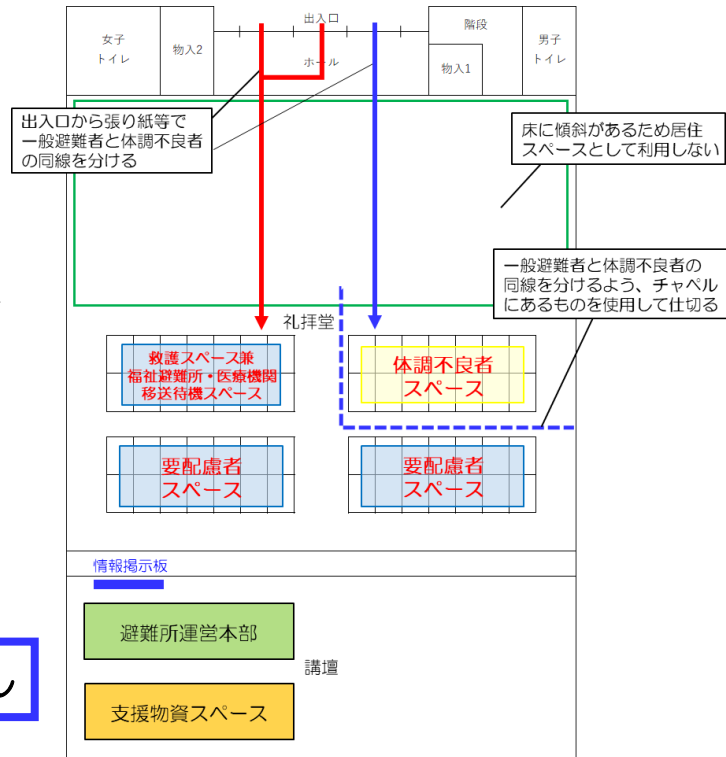 出入口
女子
トイレ
物入2
ホール
階段
物入1
男子
トイレ
出入口から張り紙等で
一般避難者と体調不良者
の同線を分ける
床に傾斜があるため居住
スペースとして利用しない
一般避難者と体調不良者の
同線を分けるよう、チャペル
にあるものを使用して仕切る
礼拝堂
救護スペース兼
福祉避難所・医療機関
移送待機スペース
体調不良者
スペース
要配慮者
スペース
要配慮者
スペース
情報掲示板
避難所運営本部
講壇
支援物資スペース